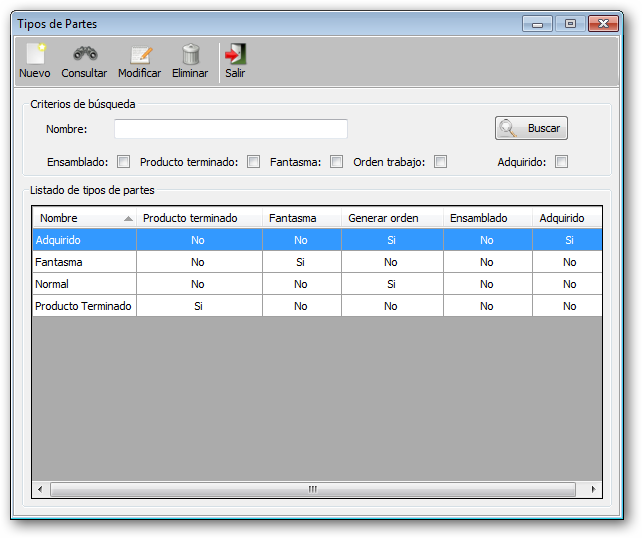 Tipos de Partes
Nuevo Consultar Modificar Eliminar Salir
Criterios de búsqueda
Nombre: Buscar
Ensamblado: Producto terminado: Fantasma: Orden trabajo: Adquirido:
Listado de tipos de partes
Nombre Producto terminado Fantasma Generar orden Ensamblado Adquirido
Adquirido No No Si No Si
Fantasma No Si No No No
Normal No No Si No No
Producto Terminado Si No No No No